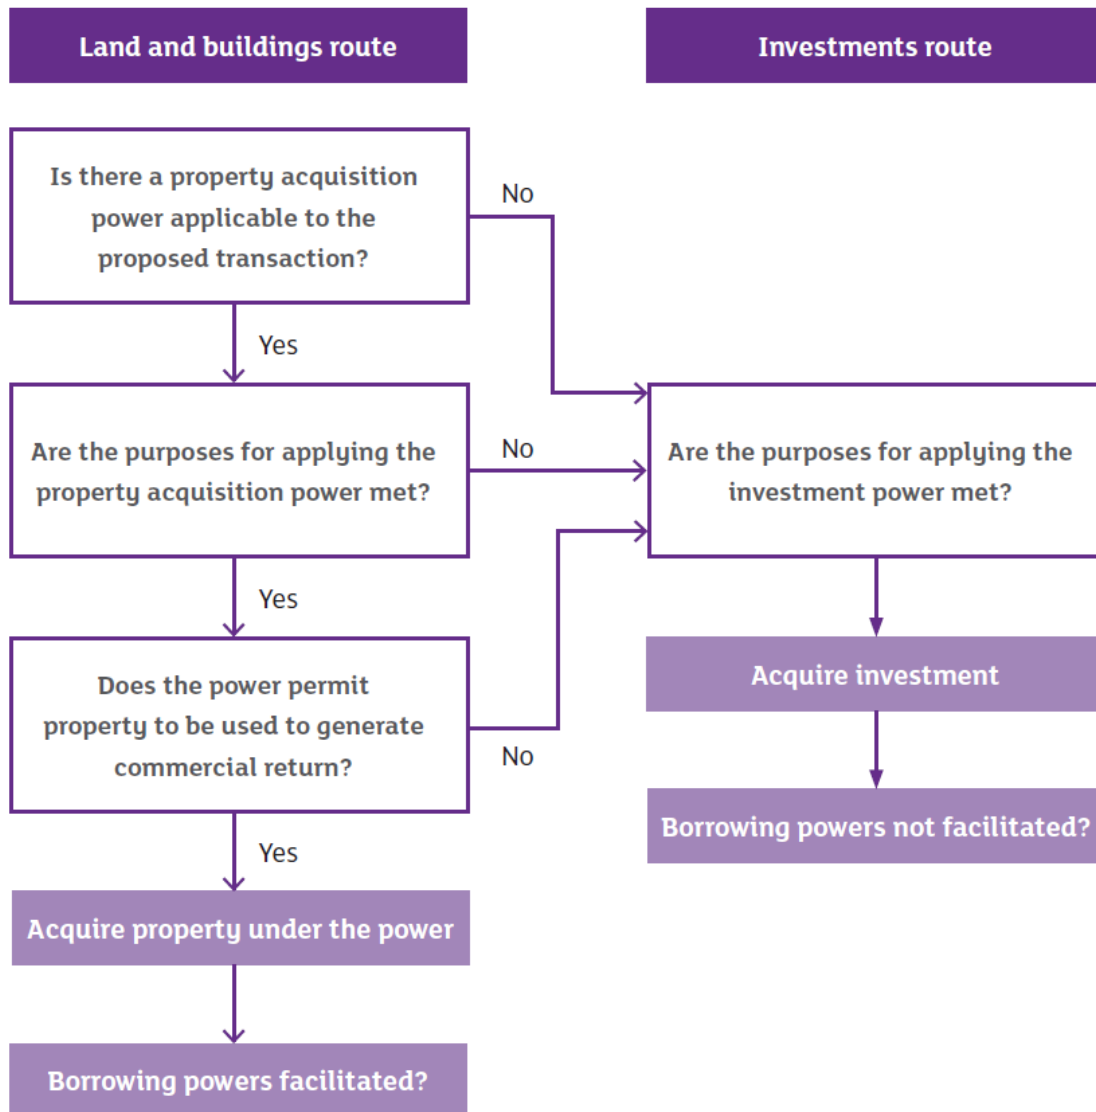 Land and buildings route
Investments route
Is there a property acquisition
power applicable to the
proposed transaction?
No
Yes
Are the purposes for applying the
property acquisition power met?
No
Are the purposes for applying the
investment power met?
Yes
Does the power permit
property to be used to generate
commercial return?
No
Acquire investment
Borrowing powers not facilitated?
Yes
Acquire property under the power
Borrowing powers facilitated?